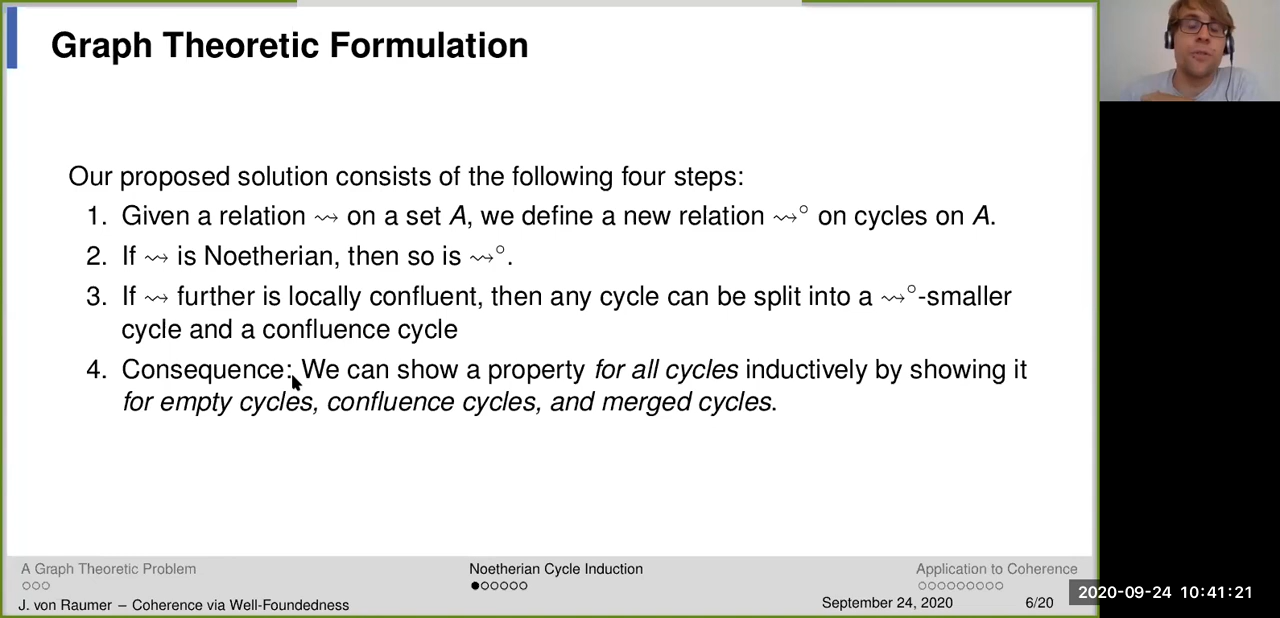 Graph Theoretic Formulation
Our proposed solution consists of the following four steps:
1. Given a relation ⇝ on a set A, we define a new relation ⇝° on cycles on A.
2. If ⇝ is Noetherian, then so is ⇝°.
3. If ⇝ further is locally confluent, then any cycle can be split into a ⇝°-smaller
cycle and a confluence cycle
4. Consequence: We can show a property for all cycles inductively by showing it
for empty cycles, confluence cycles, and merged cycles.
A Graph Theoretic Problem
Noetherian Cycle Induction
Application to Coherence
J. von Raumer – Coherence via Well-Foundedness
September 24, 2020
6/20
2020-09-24 10:41:21